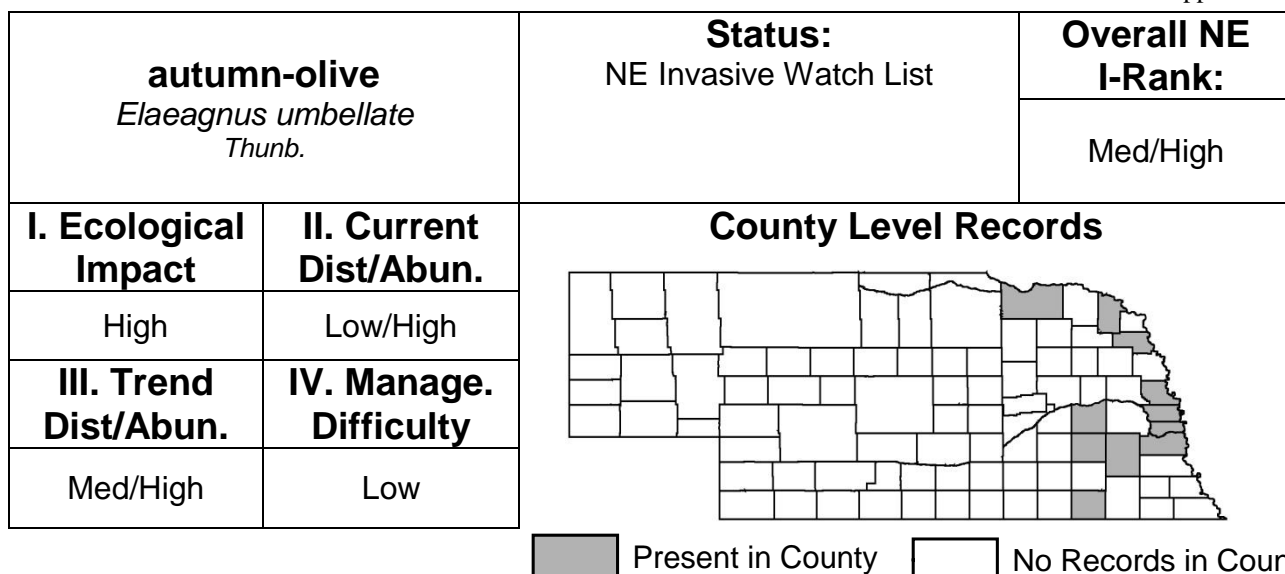 autumn-olive
Elaeagnus umbellate
Thunb.
Status:
NE Invasive Watch List
Overall NE
I-Rank:
Med/High
I. Ecological
Impact
II. Current
Dist/Abun.
High
Low/High
III. Trend
Dist/Abun.
IV. Manage.
Difficulty
Med/High
Low
County Level Records
Present in County
No Records in Coun